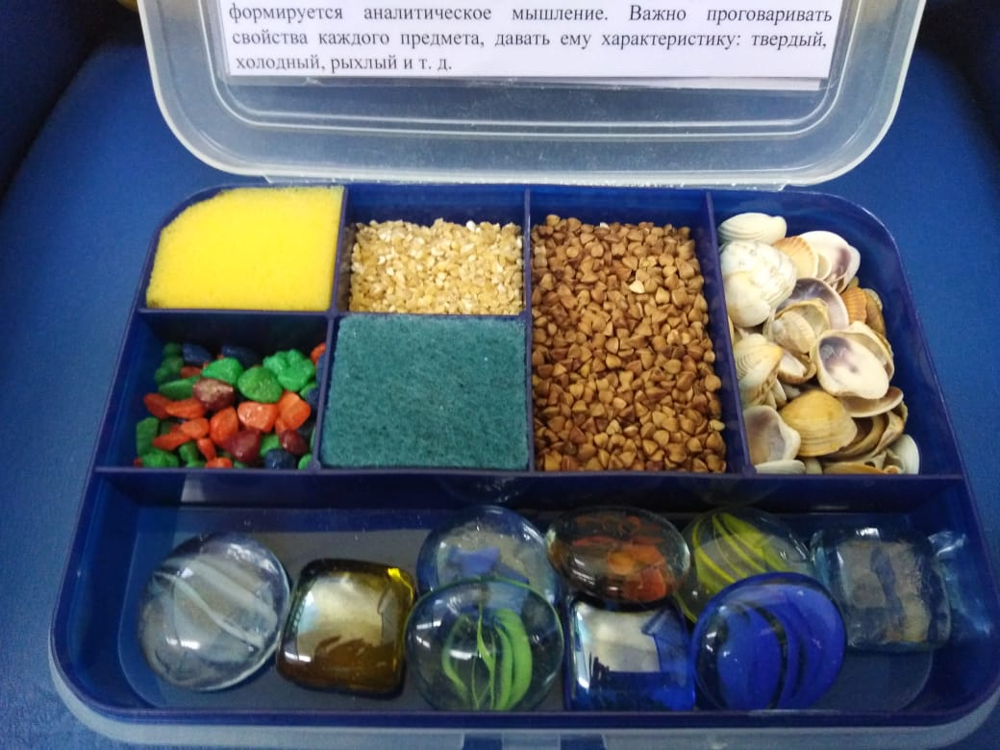 формируется аналитическое мышление. Важно проговаривать
свойства каждого предмета, давать ему характеристику: твердый,
холодный, рыхлый и т. д.